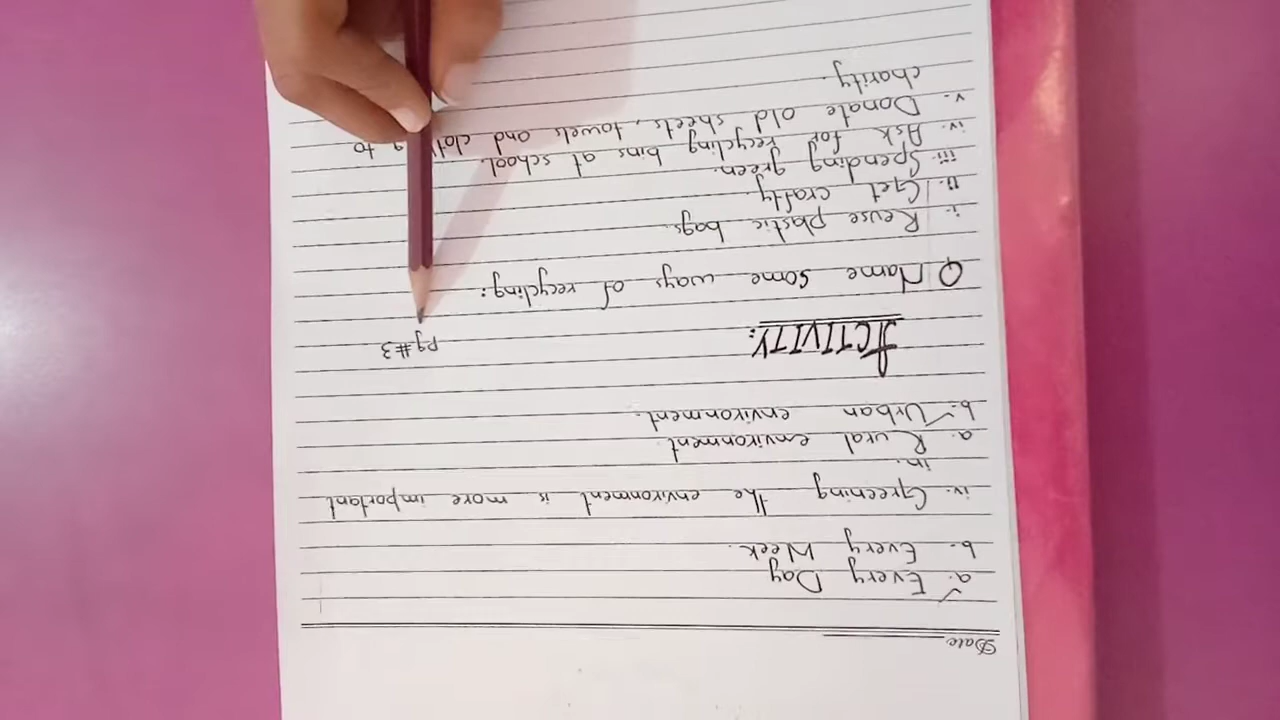 Date
a. Every Day
b. Every Week.
iv. Greening the environment is more important
in.
a. Rural environment
b. Urban environment.
Pg#3
ACTIVITY:
Q Name some ways of recycling:
i. Reuse plastic bags.
ii. Get crafty.
iii. Spending green.
iv. Ask for recycling bins at school.
v. Donate old sheets, towels and to
charity.